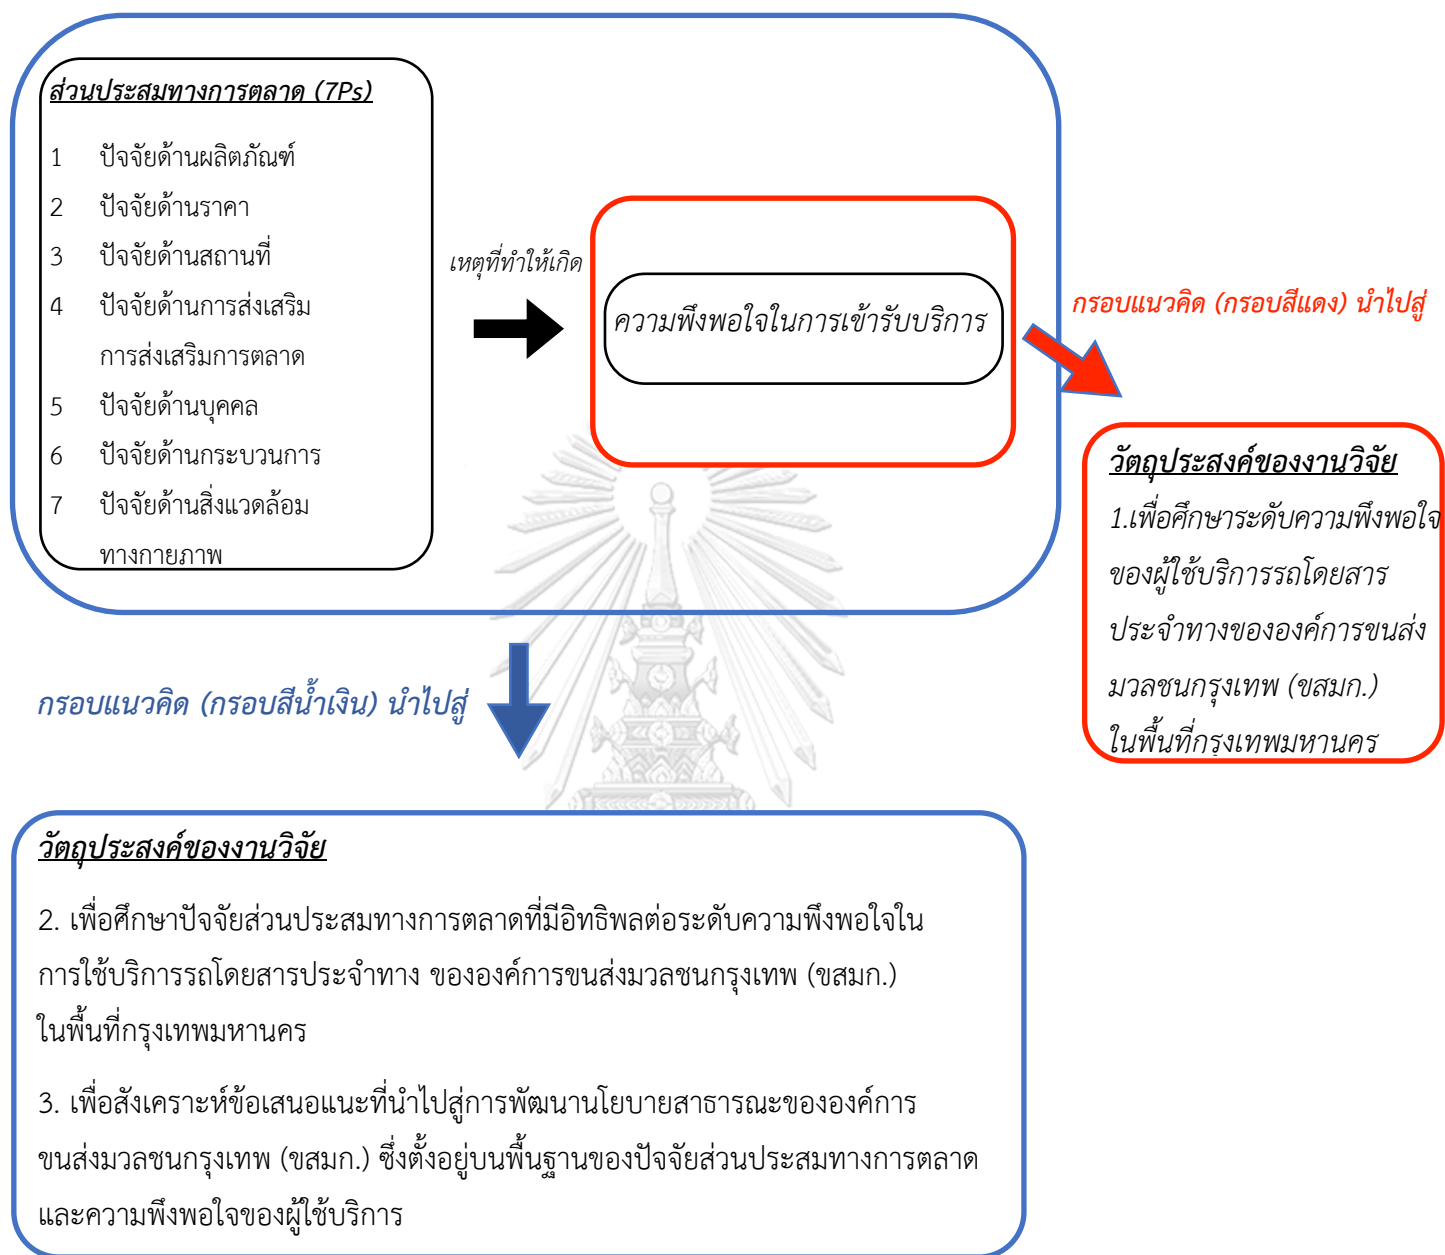 ส่วนประสมทางการตลาด (7Ps)
1 ปัจจัยด้านผลิตภัณฑ์
2 ปัจจัยด้านราคา
3 ปัจจัยด้านสถานที่
4 ปัจจัยด้านการส่งเสริม
การส่งเสริมการตลาด
5 ปัจจัยด้านบุคคล
6 ปัจจัยด้านกระบวนการ
7 ปัจจัยด้านสิ่งแวดล้อม
ทางกายภาพ
เหตุที่ทำให้เกิด
ความพึงพอใจในการเข้ารับบริการ
กรอบแนวคิด (กรอบสีแดง) นำไปสู่
วัตถุประสงค์ของงานวิจัย
1.เพื่อศึกษาระดับความพึงพอใจ
ของผู้ใช้บริการรถโดยสาร
ประจำทางขององค์การขนส่ง
มวลชนกรุงเทพ (ขสมก.)
ในพื้นที่กรุงเทพมหานคร
กรอบแนวคิด (กรอบสีน้ำเงิน) นำไปสู่
วัตถุประสงค์ของงานวิจัย
2. เพื่อศึกษาปัจจัยส่วนประสมทางการตลาดที่มีอิทธิพลต่อระดับความพึงพอใจใน
การใช้บริการรถโดยสารประจำทาง ขององค์การขนส่งมวลชนกรุงเทพ (ขสมก.)
ในพื้นที่กรุงเทพมหานคร
3. เพื่อสังเคราะห์ข้อเสนอแนะที่นำไปสู่การพัฒนานโยบายสาธารณะขององค์การ
ขนส่งมวลชนกรุงเทพ (ขสมก.) ซึ่งตั้งอยู่บนพื้นฐานของปัจจัยส่วนประสมทางการตลาด
และความพึงพอใจของผู้ใช้บริการ